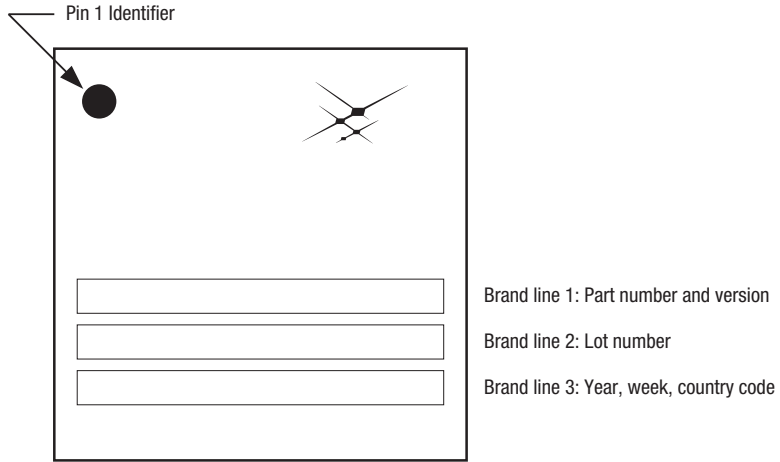 Pin 1 Identifier
Brand line 1: Part number and version
Brand line 2: Lot number
Brand line 3: Year, week, country code